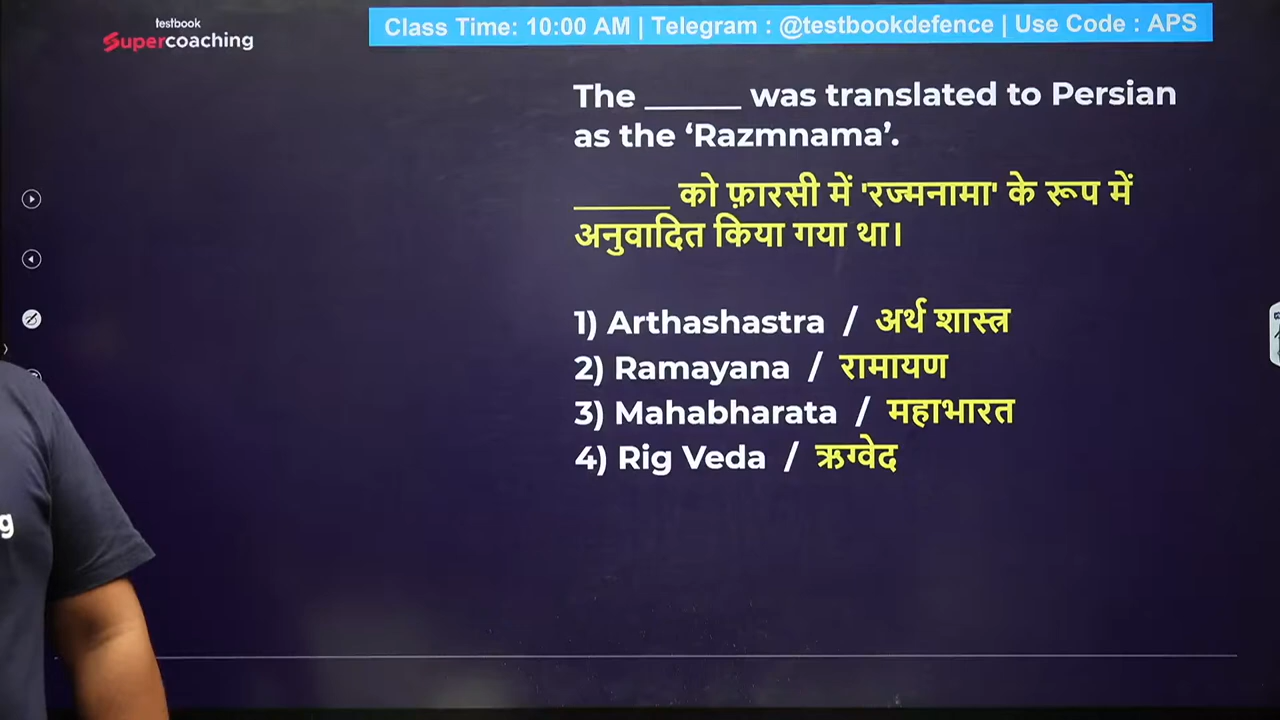 testbook
Supercoaching
Class Time: 10:00 AM | Telegram : @testbookdefence | Use Code : APS
The ______ was translated to Persian
as the ‘Razmnama’.
______ को फ़ारसी में 'रज्मनामा' के रूप में
अनुवादित किया गया था।
1) Arthashastra / अर्थ शास्त्र
2) Ramayana / रामायण
3) Mahabharata / महाभारत
4) Rig Veda / ऋग्वेद
g